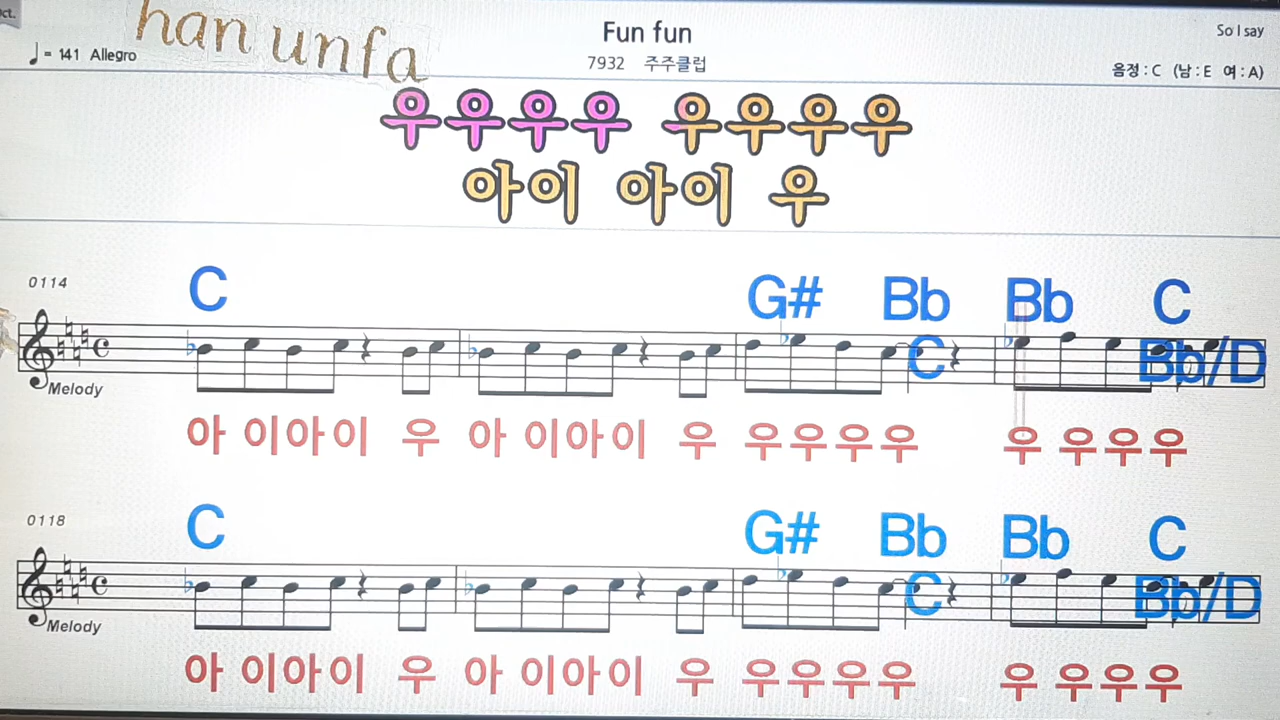 ct.
han unfa
Fun fun
So I say
♩= 141 Allegro
7932 주주클럽
음정 : C (남 : E 여 : A)
우우우우 우우우우
아이 아이 우
0114
C G# Bb Bb C
C Bb/D
Melody
아 이아이 우 아 이아이 우 우우우우 우 우우우
0118
C G# Bb Bb C
C Bb/D
Melody
아 이아이 우 아 이아이 우 우우우우 우 우우우